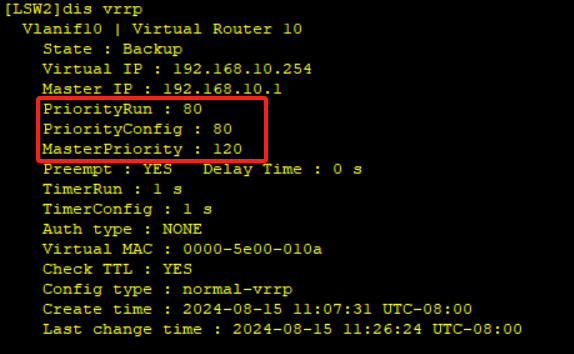 [LSW2]dis vrrp
Vlanif10 | Virtual Router 10
State : Backup
Virtual IP : 192.168.10.254
Master IP : 192.168.10.1
PriorityRun : 80
PriorityConfig : 80
MasterPriority : 120
Preempt : YES   Delay Time : 0 s
TimerRun : 1 s
TimerConfig : 1 s
Auth type : NONE
Virtual MAC : 0000-5e00-010a
Check TTL : YES
Config type : normal-vrrp
Create time : 2024-08-15 11:07:31 UTC-08:00
Last change time : 2024-08-15 11:26:24 UTC-08:00